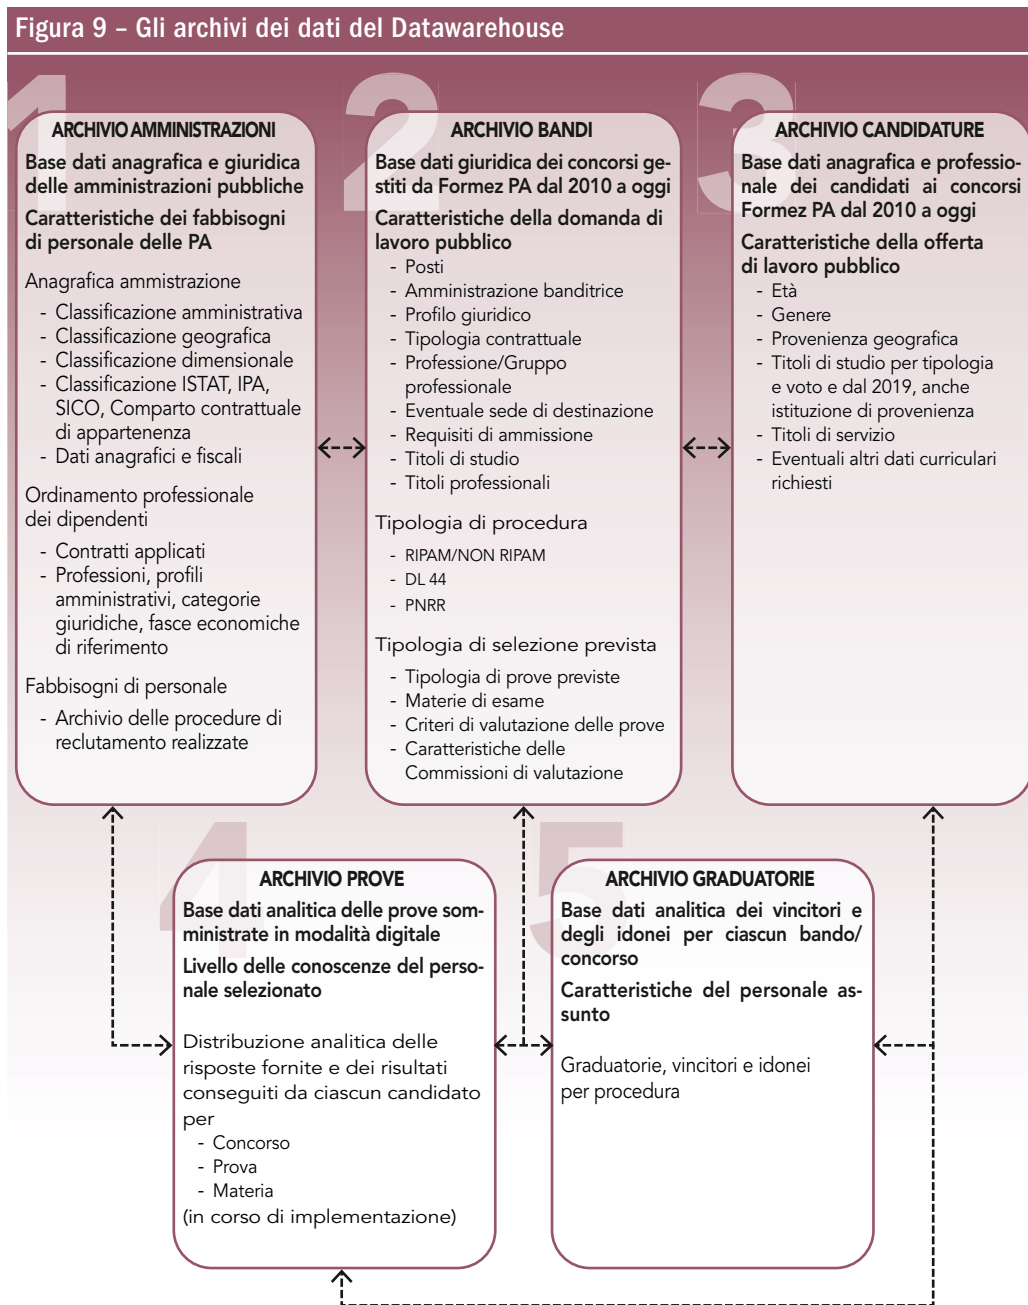 Figura 9 – Gli archivi dei dati del Datawarehouse
1
ARCHIVIO AMMINISTRAZIONI
Base dati anagrafica e giuridica
delle amministrazioni pubbliche
Caratteristiche dei fabbisogni
di personale delle PA
Anagrafica ammistrazione
- Classificazione amministrativa
- Classificazione geografica
- Classificazione dimensionale
- Classificazione ISTAT, IPA,
SICO, Comparto contrattuale
di appartenenza
- Dati anagrafici e fiscali
Ordinamento professionale
dei dipendenti
- Contratti applicati
- Professioni, profili
amministrativi, categorie
giuridiche, fasce economiche
di riferimento
Fabbisogni di personale
- Archivio delle procedure di
reclutamento realizzate
2
ARCHIVIO BANDI
Base dati giuridica dei concorsi ge-
stiti da Formez PA dal 2010 a oggi
Caratteristiche della domanda di
lavoro pubblico
- Posti
- Amministrazione banditrice
- Profilo giuridico
- Tipologia contrattuale
- Professione/Gruppo
professionale
- Eventuale sede di destinazione
- Requisiti di ammissione
- Titoli di studio
- Titoli professionali
Tipologia di procedura
- RIPAM/NON RIPAM
- DL 44
- PNRR
Tipologia di selezione prevista
- Tipologia di prove previste
- Materie di esame
- Criteri di valutazione delle prove
- Caratteristiche delle
Commissioni di valutazione
3
ARCHIVIO CANDIDATURE
Base dati anagrafica e professio-
nale dei candidati ai concorsi
Formez PA dal 2010 a oggi
Caratteristiche della offerta
di lavoro pubblico
- Età
- Genere
- Provenienza geografica
- Titoli di studio per tipologia
e voto e dal 2019, anche
istituzione di provenienza
- Titoli di servizio
- Eventuali altri dati curriculari
richiesti
4
ARCHIVIO PROVE
Base dati analitica delle prove som-
ministrate in modalità digitale
Livello delle conoscenze del perso-
nale selezionato
Distribuzione analitica delle
risposte fornite e dei risultati
conseguiti da ciascun candidato
per
- Concorso
- Prova
- Materia
(in corso di implementazione)
5
ARCHIVIO GRADUATORIE
Base dati analitica dei vincitori e
degli idonei per ciascun bando/
concorso
Caratteristiche del personale as-
sunto
Graduatorie, vincitori e idonei
per procedura